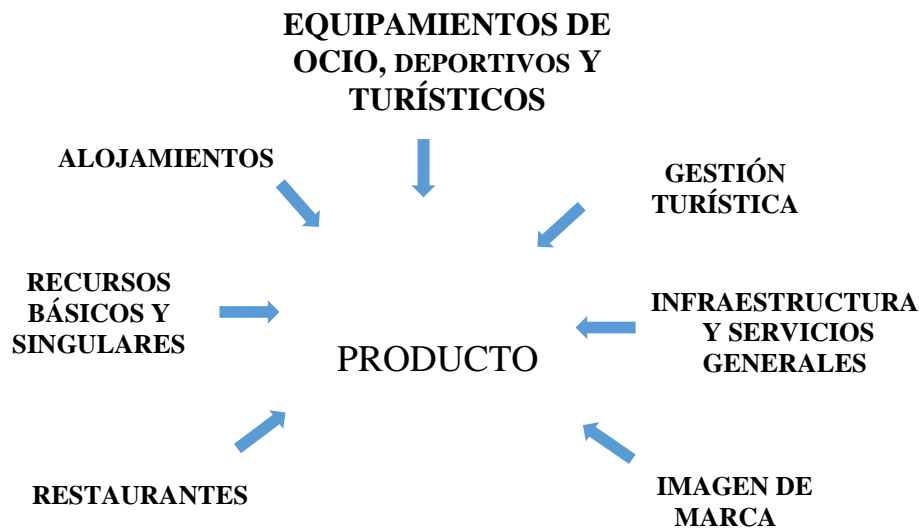 EQUIPAMIENTOS DE
OCIO, DEPORTIVOS Y
TURÍSTICOS
ALOJAMIENTOS
GESTIÓN
TURÍSTICA
RECURSOS
BÁSICOS Y
SINGULARES
INFRAESTRUCTURA
Y SERVICIOS
GENERALES
PRODUCTO
RESTAURANTES
IMAGEN DE
MARCA